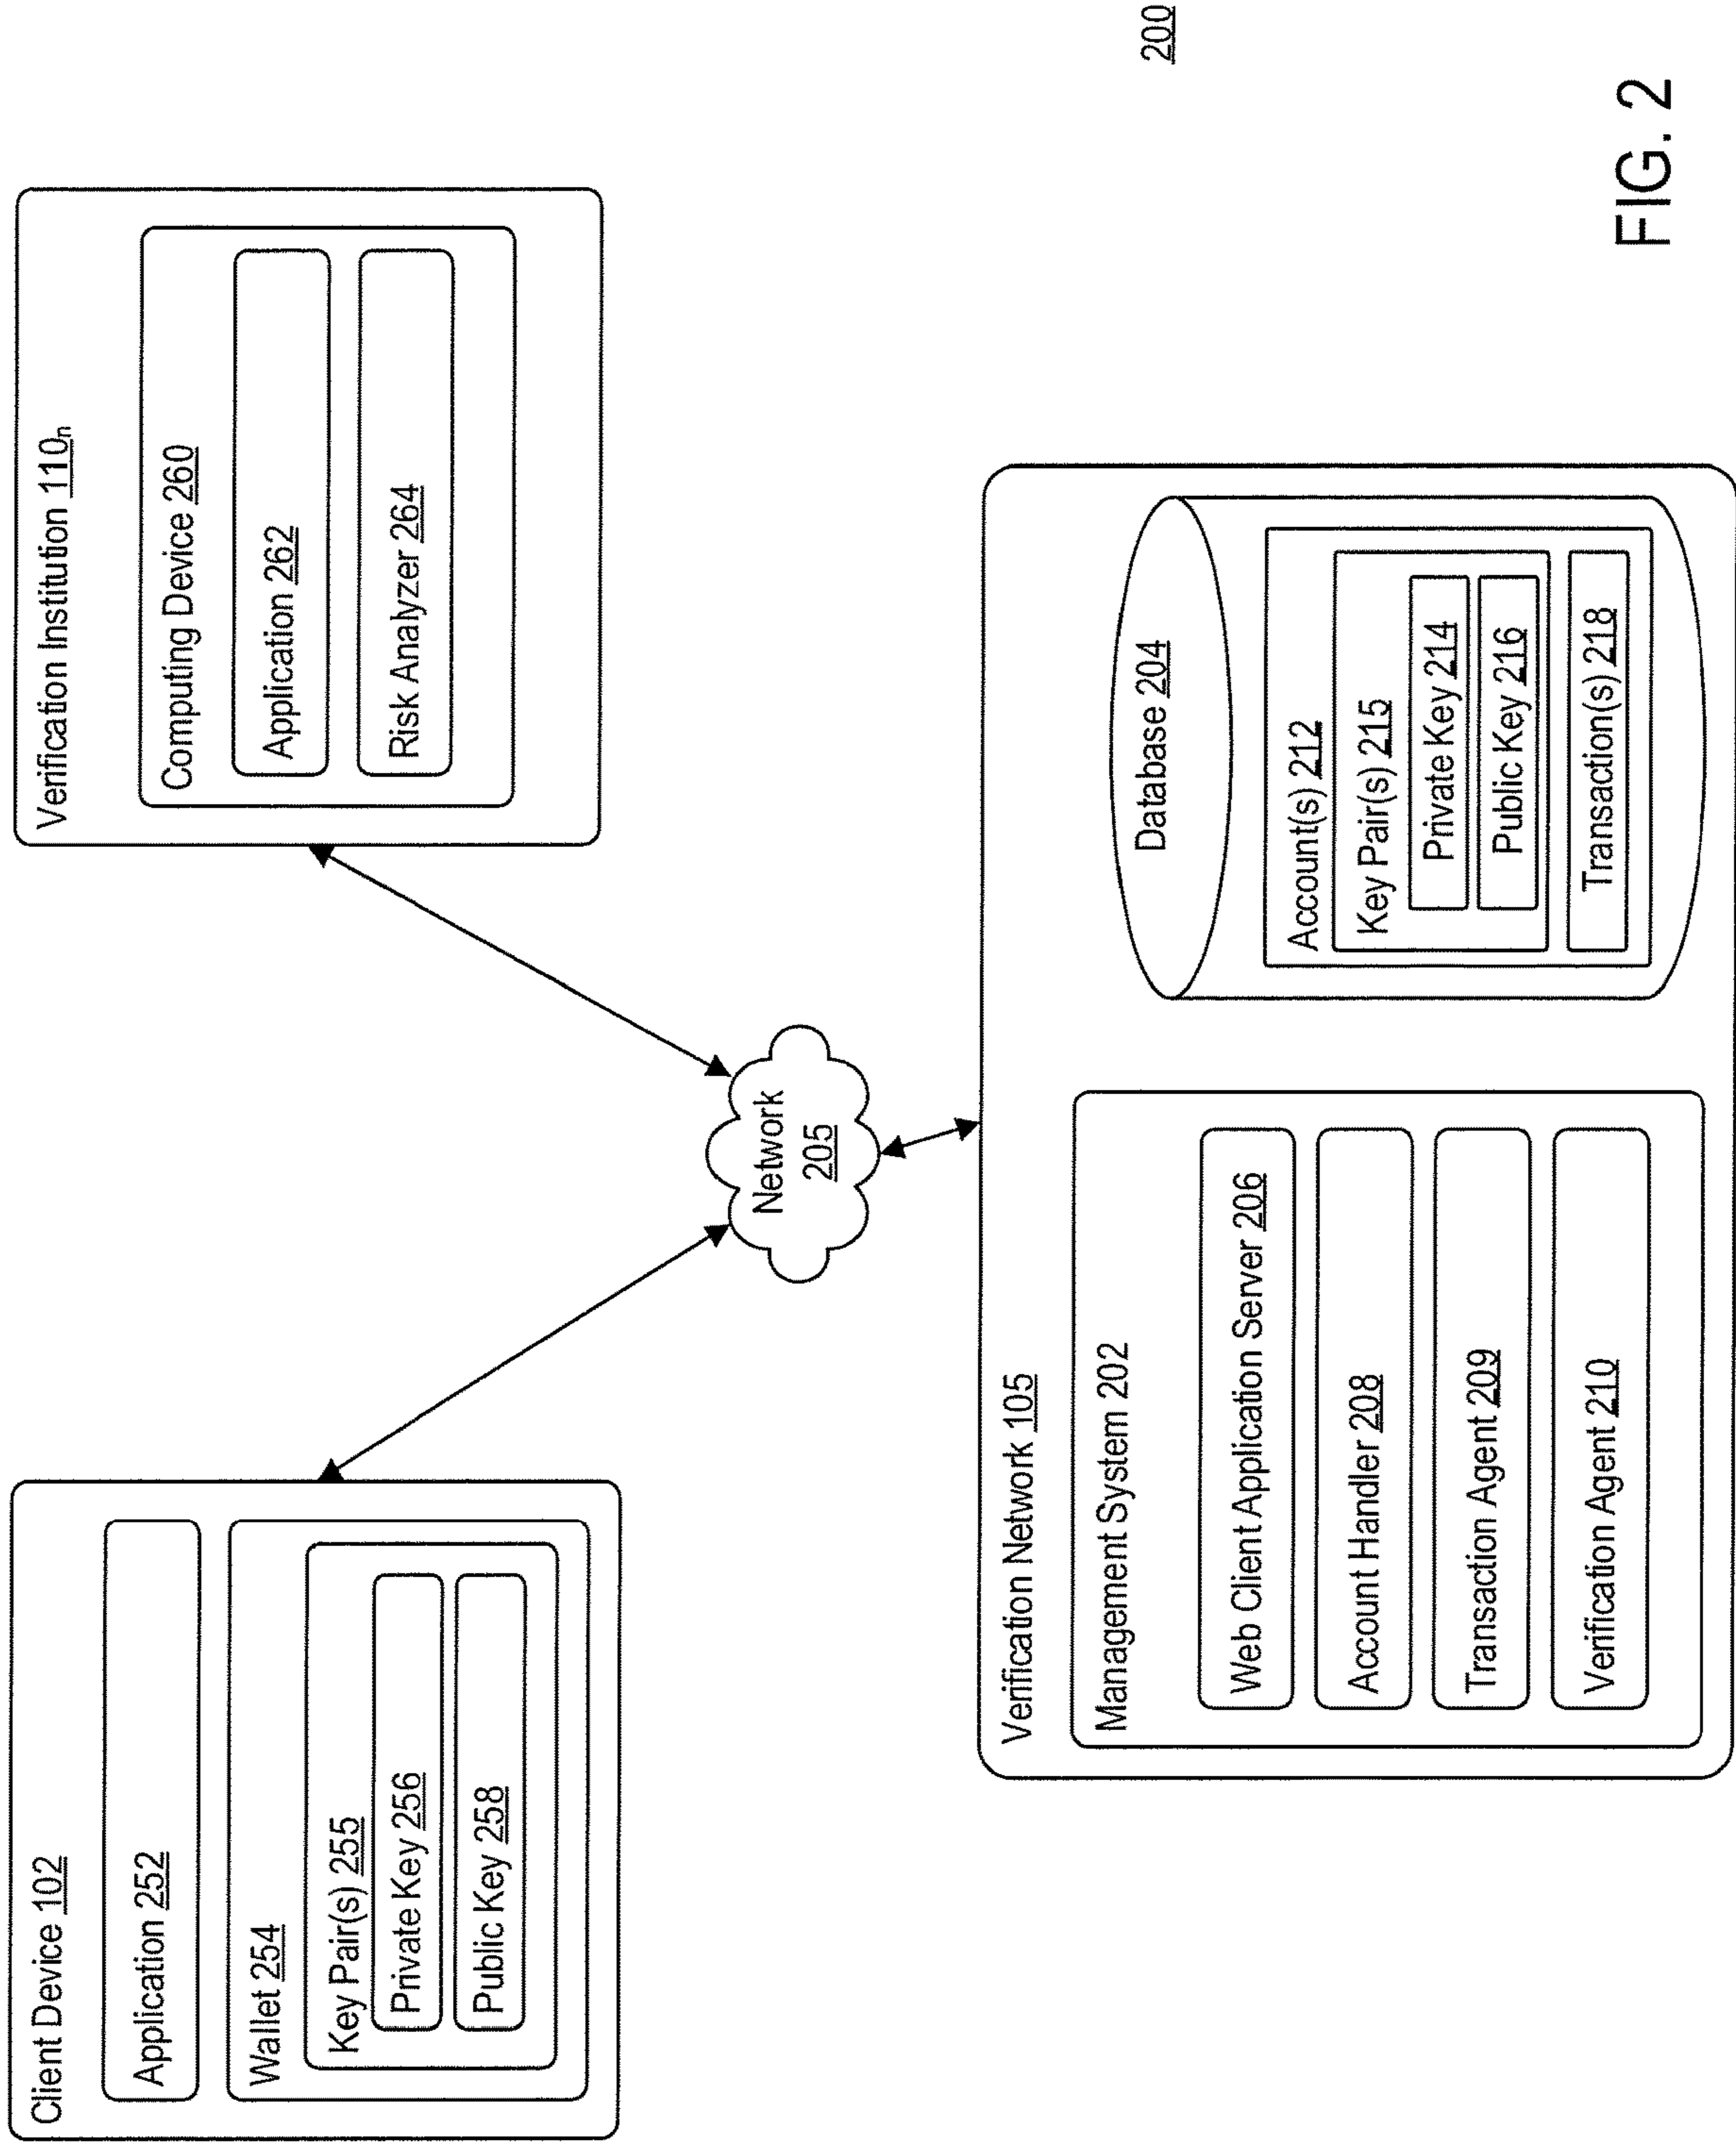 Client Device 102
Application 252
Wallet 254
Key Pair(s) 255
Private Key 256
Public Key 258
Verification Institution 110n
Computing Device 260
Application 262
Risk Analyzer 264
Network
205
Verification Network 105
Management System 202
Web Client Application Server 206
Account Handler 208
Transaction Agent 209
Verification Agent 210
Database 204
Account(s) 212
Key Pair(s) 215
Private Key 214
Public Key 216
Transaction(s) 218
200
FIG. 2